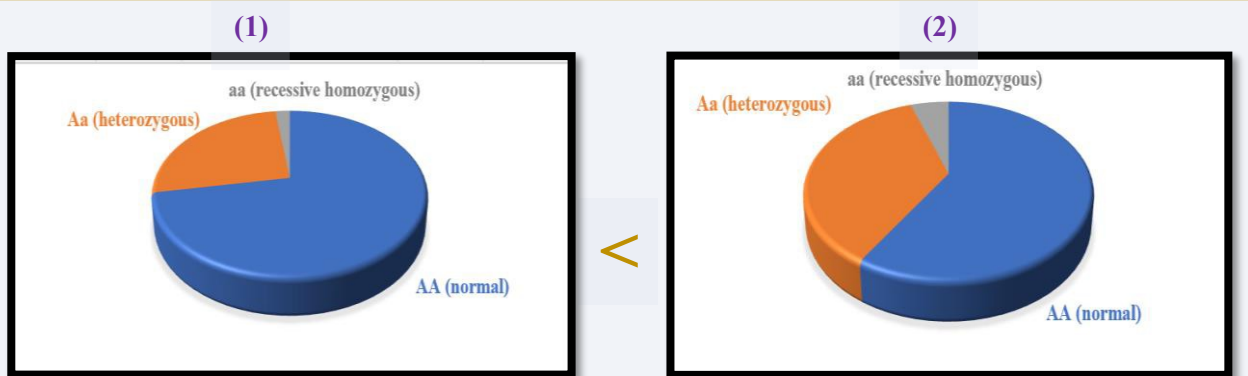 (1)
(2)
aa (recessive homozygous)
Aa (heterozygous)
AA (normal)
<
aa (recessive homozygous)
Aa (heterozygous)
AA (normal)